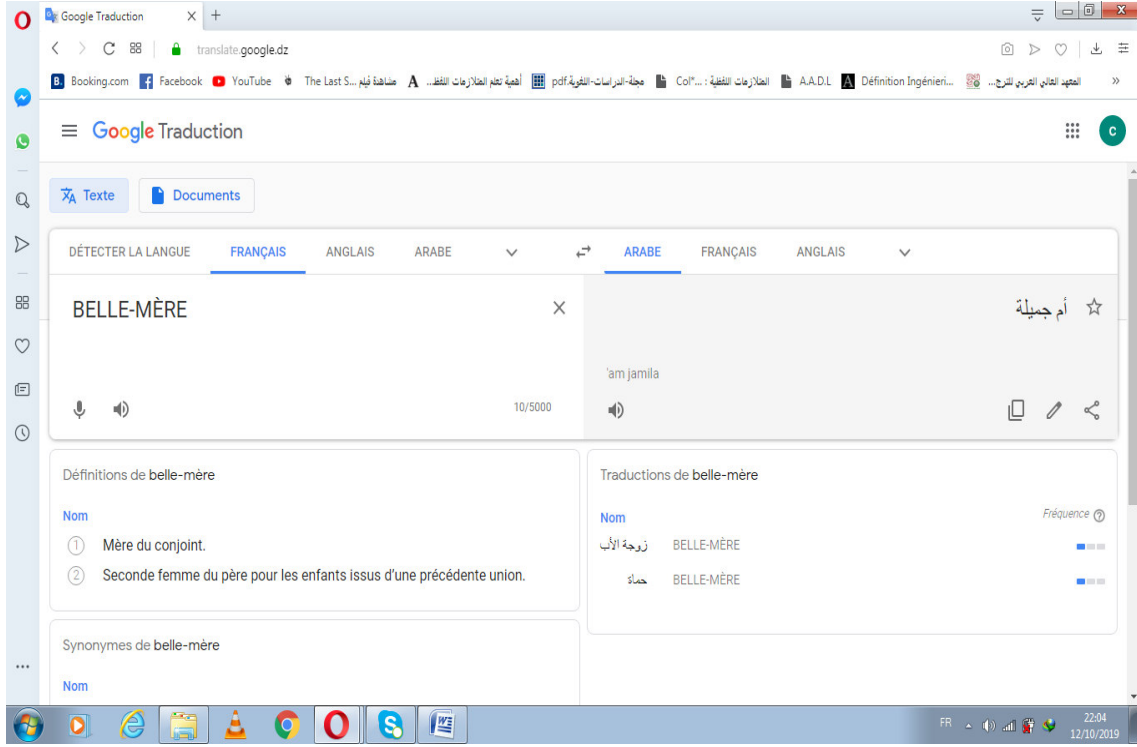 Google Traduction
translate.google.dz
B. Booking.com Facebook YouTube The Last S... مشاهدة فيلم أهمية تعلم المتلازمات اللفظ... مجلة-الدراسات-اللغوية.pdf المتلازمات اللفظية : ..."Col A.A.D.L Définition Ingénieri... المعهد العالي العربي للترج... »
Google Traduction
c
Texte Documents
DÉTECTER LA LANGUE FRANÇAIS ANGLAIS ARABE ARABE FRANÇAIS ANGLAIS
BELLE-MÈRE
أم جميلة
'am jamila
10/5000
Définitions de belle-mère
Nom
1 Mère du conjoint.
2 Seconde femme du père pour les enfants issus d'une précédente union.
Synonymes de belle-mère
Nom
Traductions de belle-mère
Nom Fréquence
زوجة الأب BELLE-MÈRE
حماة BELLE-MÈRE
FR 22:04
12/10/2019